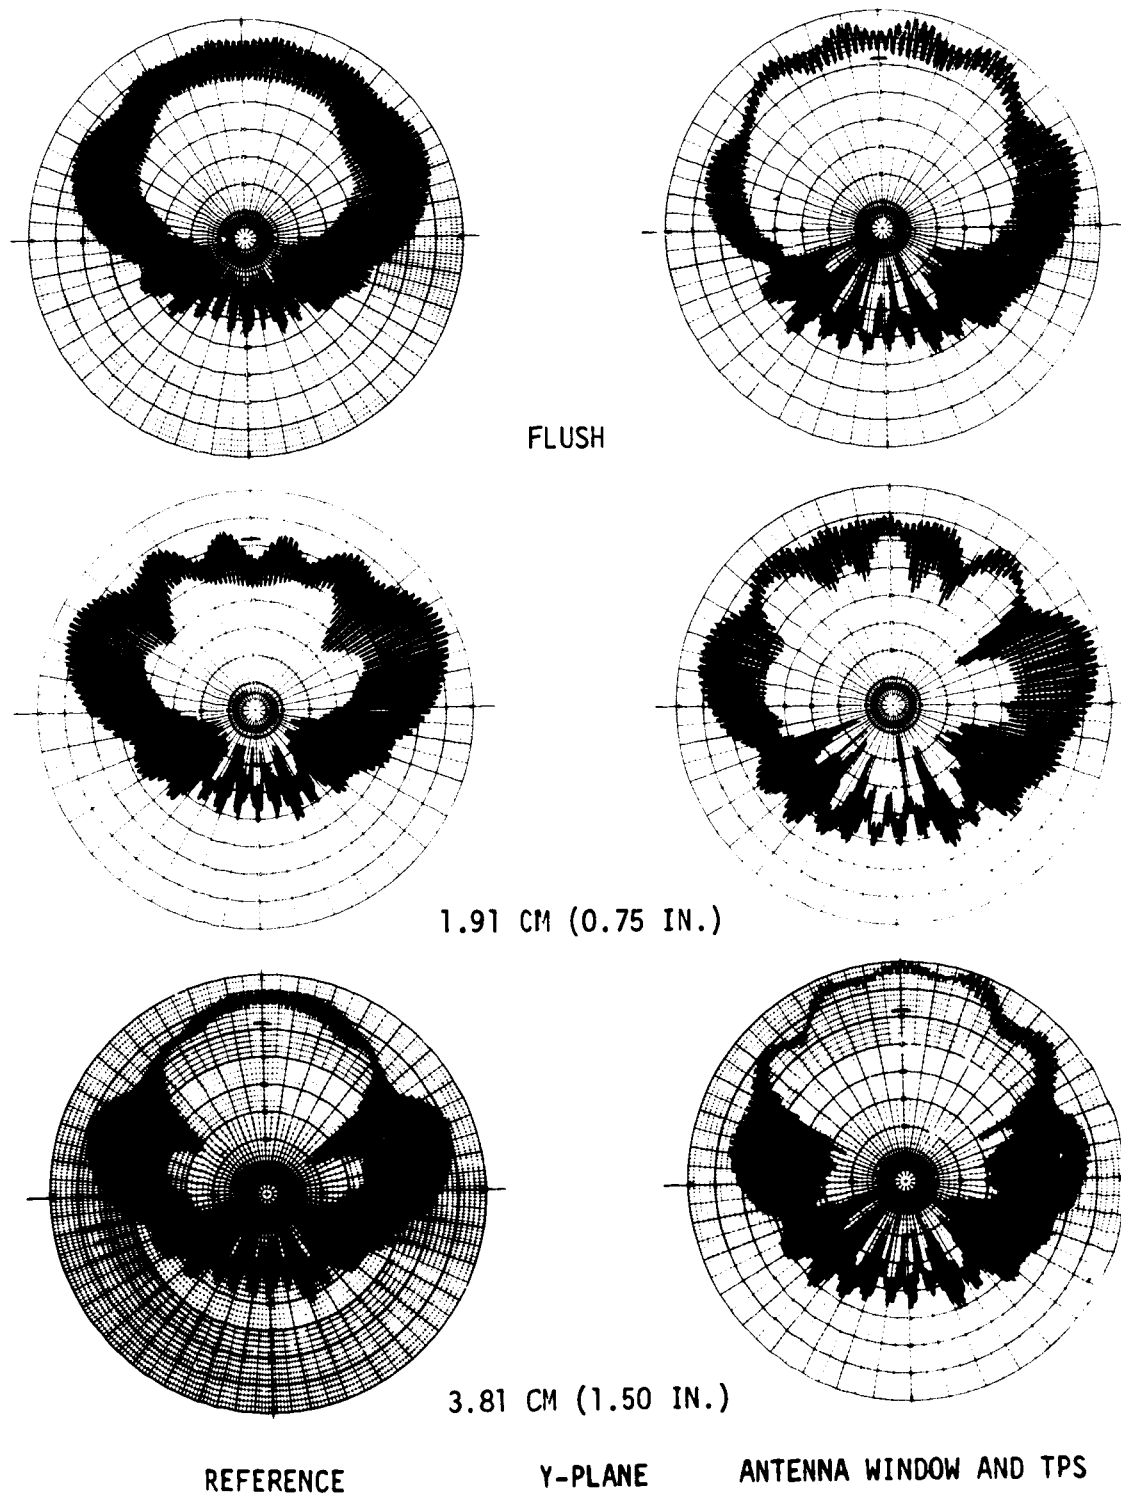 FLUSH
1.91 CM (0.75 IN.)
3.81 CM (1.50 IN.)
REFERENCE Y-PLANE ANTENNA WINDOW AND TPS